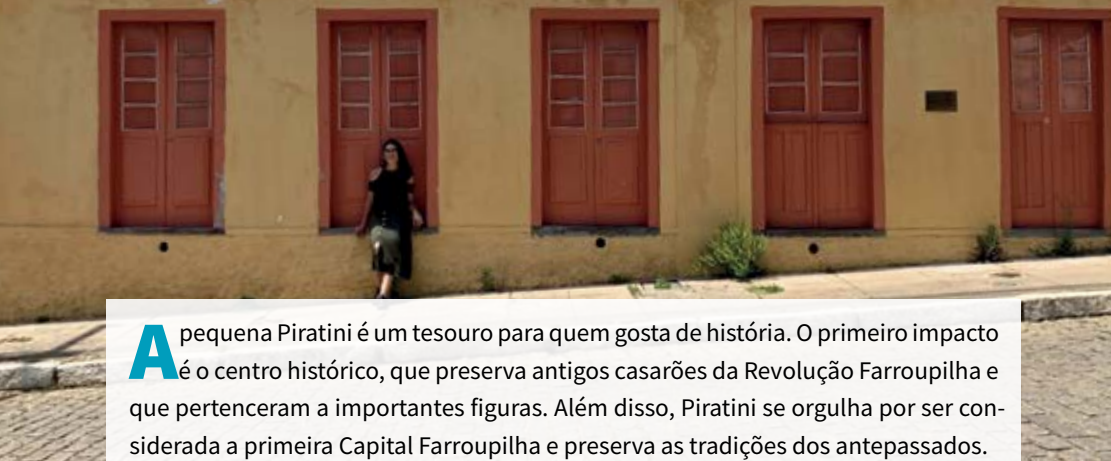 A pequena Piratini é um tesouro para quem gosta de história. O primeiro impacto
é o centro histórico, que preserva antigos casarões da Revolução Farroupilha e
que pertenceram a importantes figuras. Além disso, Piratini se orgulha por ser con-
siderada a primeira Capital Farroupilha e preserva as tradições dos antepassados.